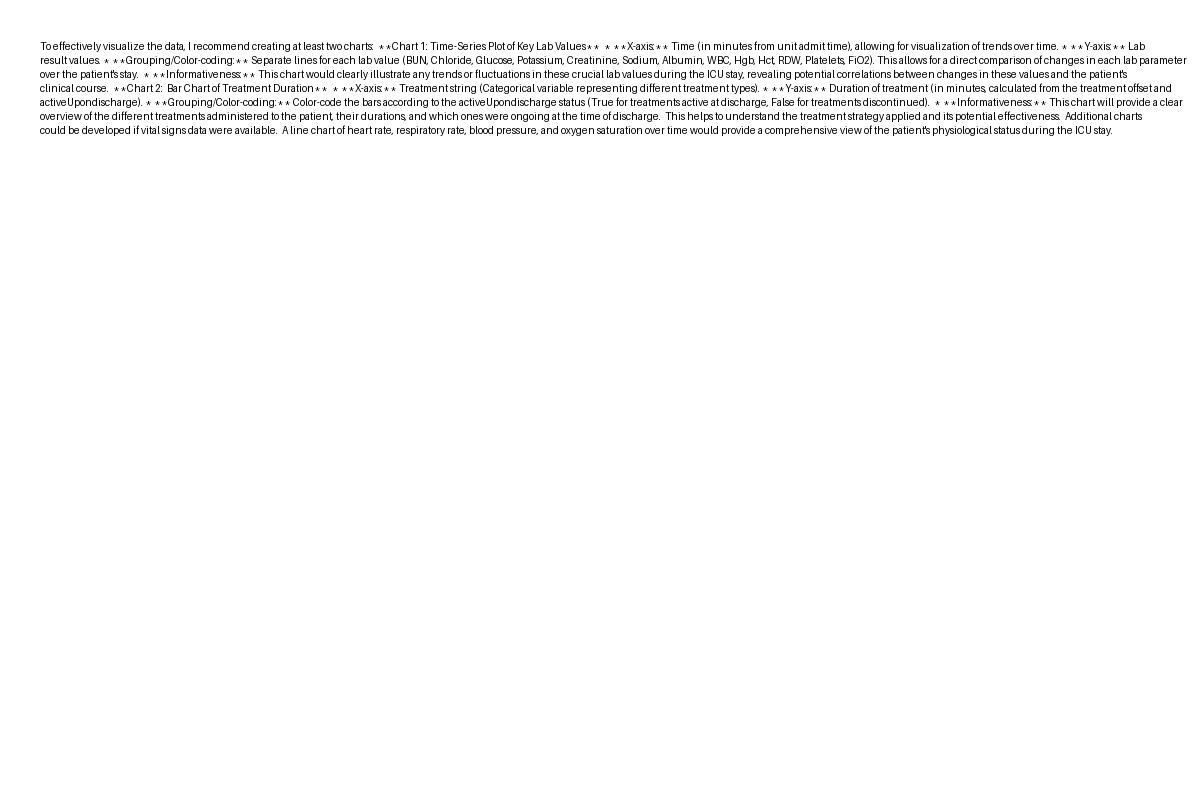 To effectively visualize the data, I recommend creating at least two charts:  **Chart 1: Time-Series Plot of Key Lab Values**  * **X-axis:** Time (in minutes from unit admit time), allowing for visualization of trends over time. * **Y-axis:** Lab
result values. * **Grouping/Color-coding:** Separate lines for each lab value (BUN, Chloride, Glucose, Potassium, Creatinine, Sodium, Albumin, WBC, Hgb, Hct, RDW, Platelets, FiO2). This allows for a direct comparison of changes in each lab parameter
over the patient's stay.  * **Informativeness:** This chart would clearly illustrate any trends or fluctuations in these crucial lab values during the ICU stay, revealing potential correlations between changes in these values and the patient's
clinical course.  **Chart 2:  Bar Chart of Treatment Duration**  * **X-axis:** Treatment string (Categorical variable representing different treatment types). * **Y-axis:** Duration of treatment (in minutes, calculated from the treatment offset and
activeUpondischarge). * **Grouping/Color-coding:** Color-code the bars according to the activeUpondischarge status (True for treatments active at discharge, False for treatments discontinued).  * **Informativeness:** This chart will provide a clear
overview of the different treatments administered to the patient, their durations, and which ones were ongoing at the time of discharge.  This helps to understand the treatment strategy applied and its potential effectiveness.  Additional charts
could be developed if vital signs data were available.  A line chart of heart rate, respiratory rate, blood pressure, and oxygen saturation over time would provide a comprehensive view of the patient's physiological status during the ICU stay.